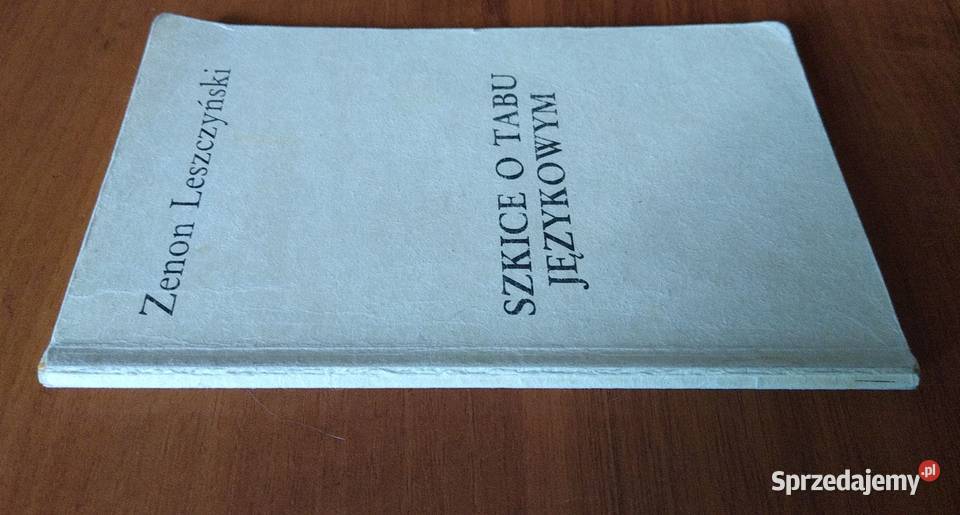 Zenon Leszczyński
SZKICE O TABU
JĘZYKOWYM
Sprzedajemy.pl